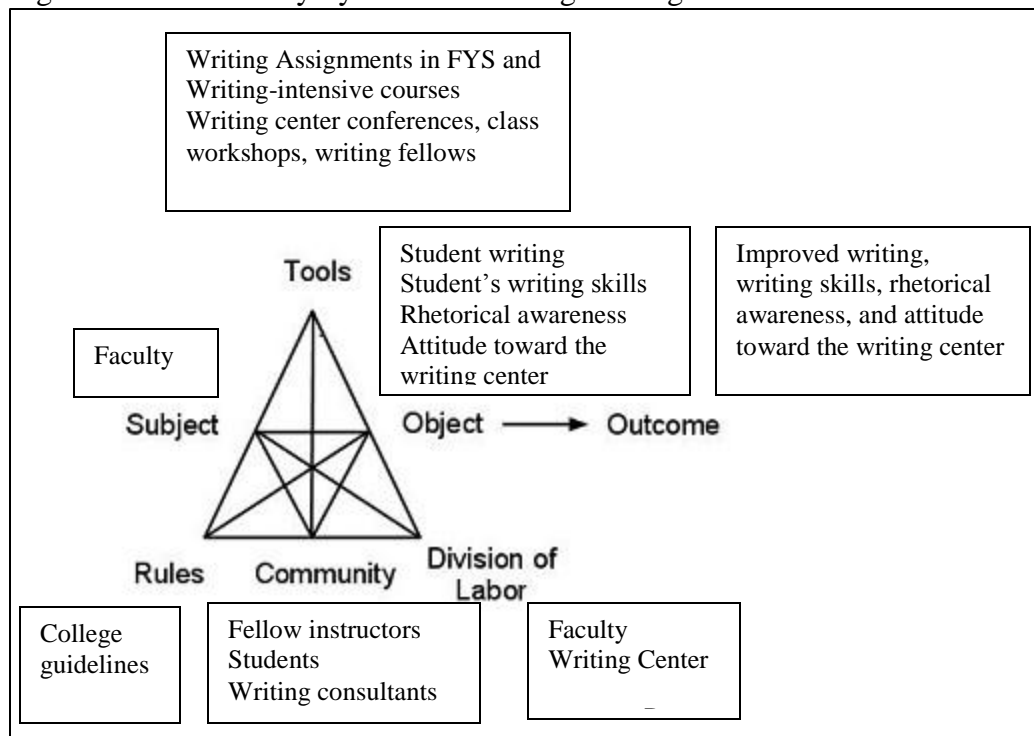 Writing Assignments in FYS and
Writing-intensive courses
Writing center conferences, class
workshops, writing fellows
Tools
Student writing
Student's writing skills
Rhetorical awareness
Attitude toward the
writing center
Improved writing,
writing skills, rhetorical
awareness, and attitude
toward the writing center
Faculty
Subject
Object
Outcome
Rules
Community
Division of
Labor
College
guidelines
Fellow instructors
Students
Writing consultants
Faculty
Writing Center